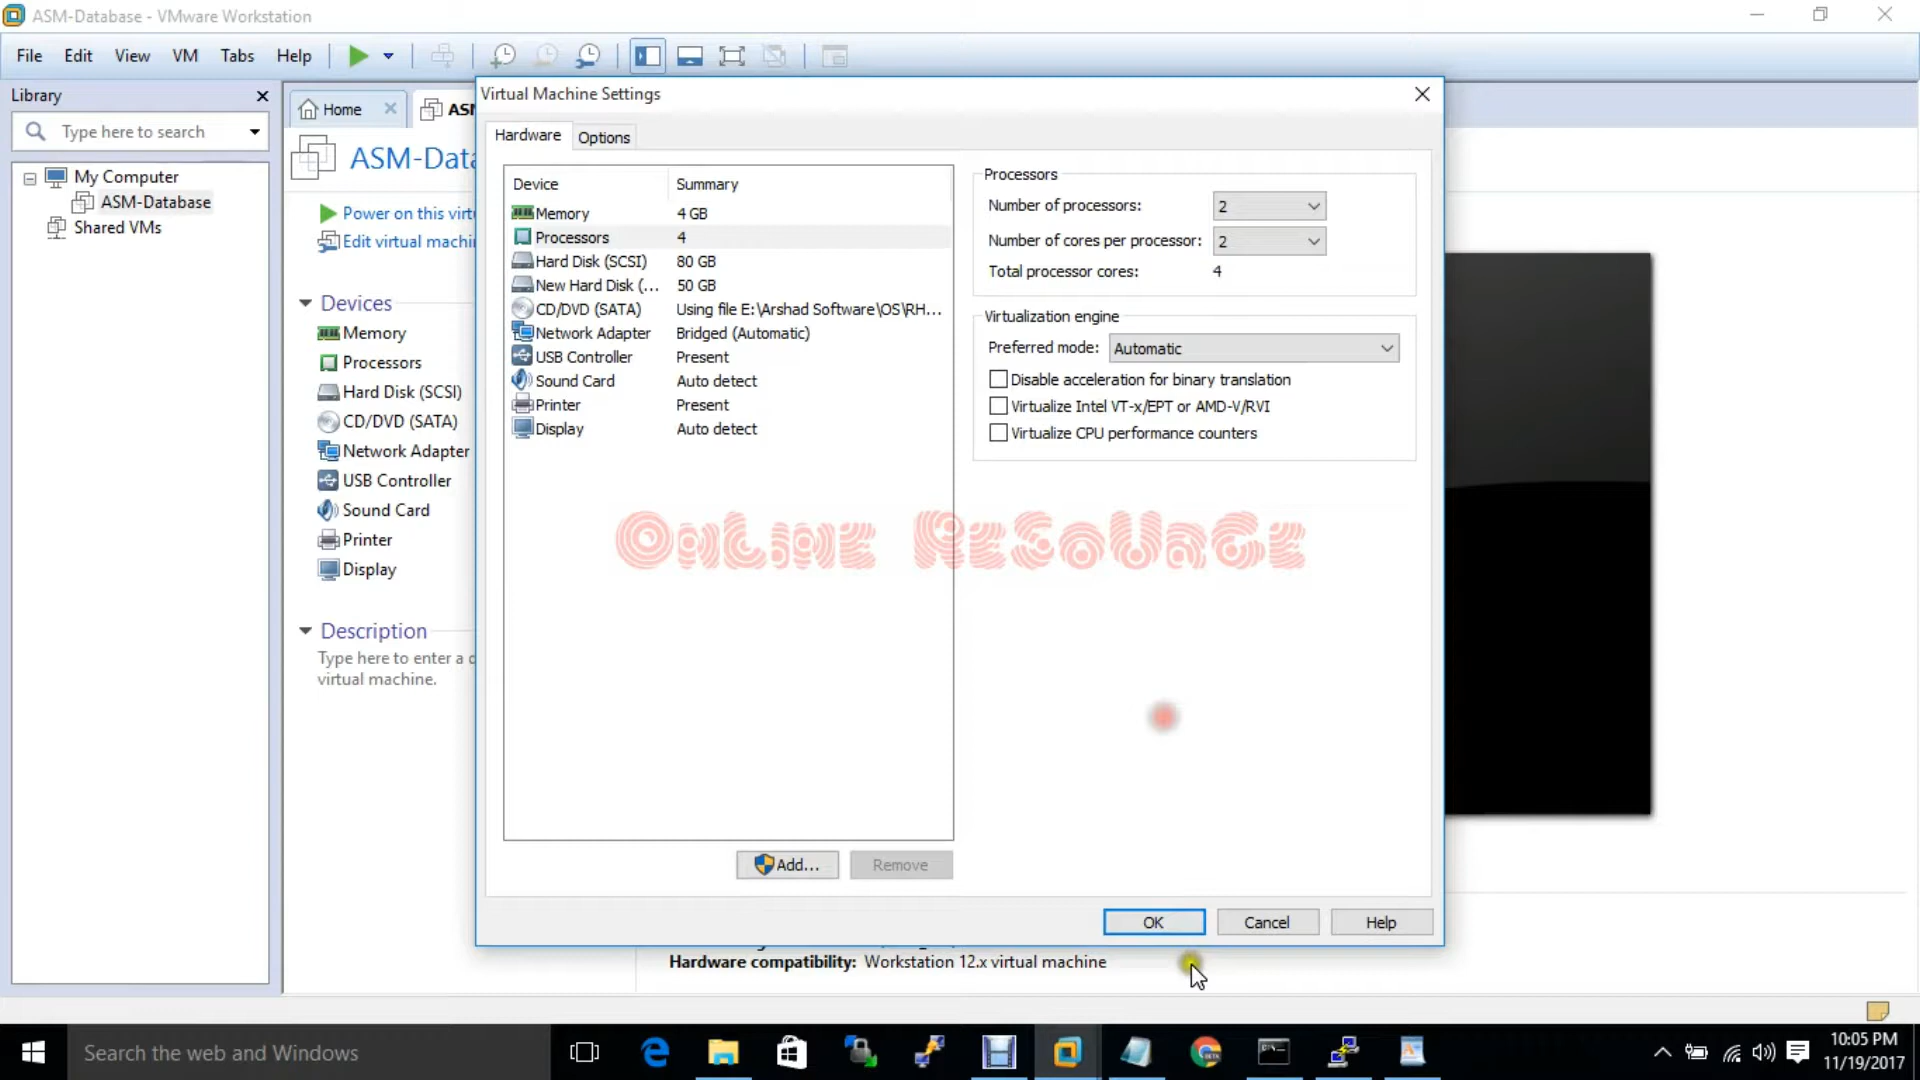 ASM-Database - VMware Workstation
File Edit View VM Tabs Help
Library
Type here to search
My Computer
ASM-Database
Shared VMs
Home
ASM
ASM-Data
Power on this virtu
Edit virtual machin
Devices
Memory
Processors
Hard Disk (SCSI)
CD/DVD (SATA)
Network Adapter
USB Controller
Sound Card
Printer
Display
Description
Type here to enter a
virtual machine.
Virtual Machine Settings
Hardware Options
Device Summary
Memory 4 GB
Processors 4
Hard Disk (SCSI) 80 GB
New Hard Disk (... 50 GB
CD/DVD (SATA) Using file E:\Arshad Software\OS\RH...
Network Adapter Bridged (Automatic)
USB Controller Present
Sound Card Auto detect
Printer Present
Display Auto detect
Add... Remove
Processors
Number of processors: 2
Number of cores per processor: 2
Total processor cores: 4
Virtualization engine
Preferred mode: Automatic
Disable acceleration for binary translation
Virtualize Intel VT-x/EPT or AMD-V/RVI
Virtualize CPU performance counters
OnLine ReSoUrCe
OK Cancel Help
Hardware compatibility: Workstation 12.x virtual machine
Search the web and Windows
10:05 PM
11/19/2017